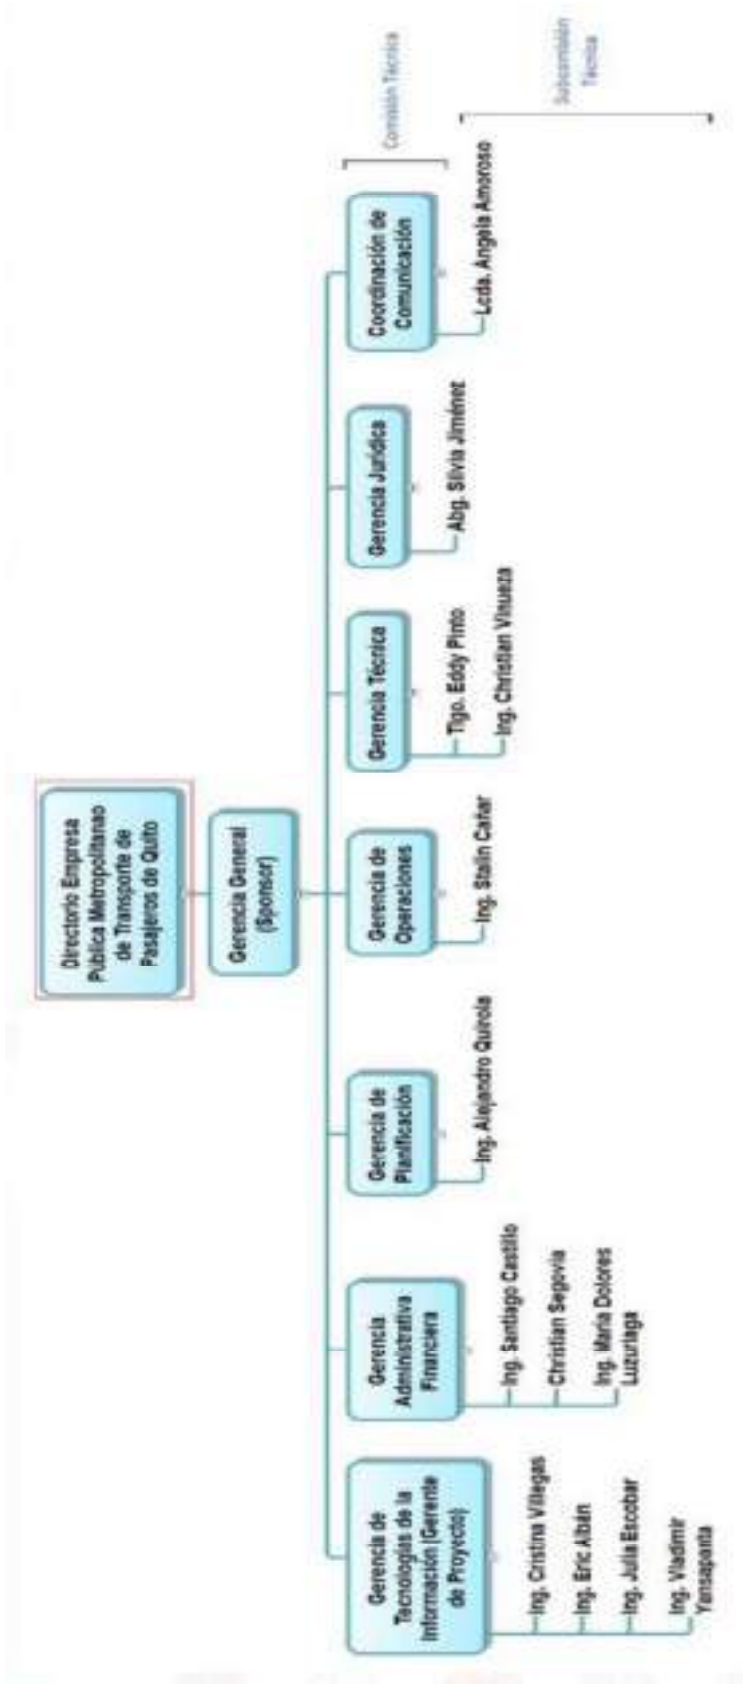 Directorio Empresa
Pública Metropolitanao
de Transporte de
Pasajeros de Quito
Gerencia General
(Sponsor)
Gerencia de
Tecnologías de la
Información (Gerente
de Proyecto)
Ing. Cristina Villegas
Ing. Eric Albán
Ing. Julia Escobar
Ing. Vladimir
Yansapanta
Gerencia
Administrativa
Financiera
Ing. Santiago Castillo
Christian Segovia
Ing. María Dolores
Luzuriaga
Gerencia de
Planificación
Ing. Alejandro Quirola
Gerencia de
Operaciones
Ing. Stalin Cañar
Gerencia Técnica
Tlgo. Eddy Pinto
Ing. Christian Vinueza
Gerencia Jurídica
Abg. Silvia Jiménez
Coordinación de
Comunicación
Lcda. Angela Amoroso
Comisión Técnica
Subcomisión
Técnica